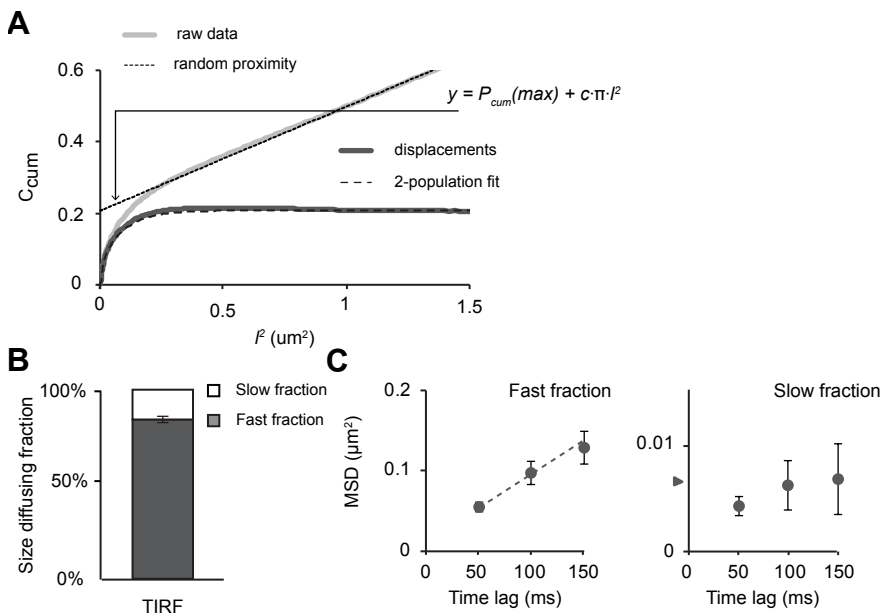 A
raw data
random proximity
0.6
0.4
0.2
0
C_cum
y = P_cum(max) + c·π·l²
displacements
2-population fit
0
0.5
1
1.5
l² (um²)
B
Size diffusing fraction
100%
50%
0%
Slow fraction
Fast fraction
TIRF
C
Fast fraction
MSD (µm²)
0.2
0.1
0
0 50 100 150
Time lag (ms)
Slow fraction
0.01
0
0 50 100 150
Time lag (ms)